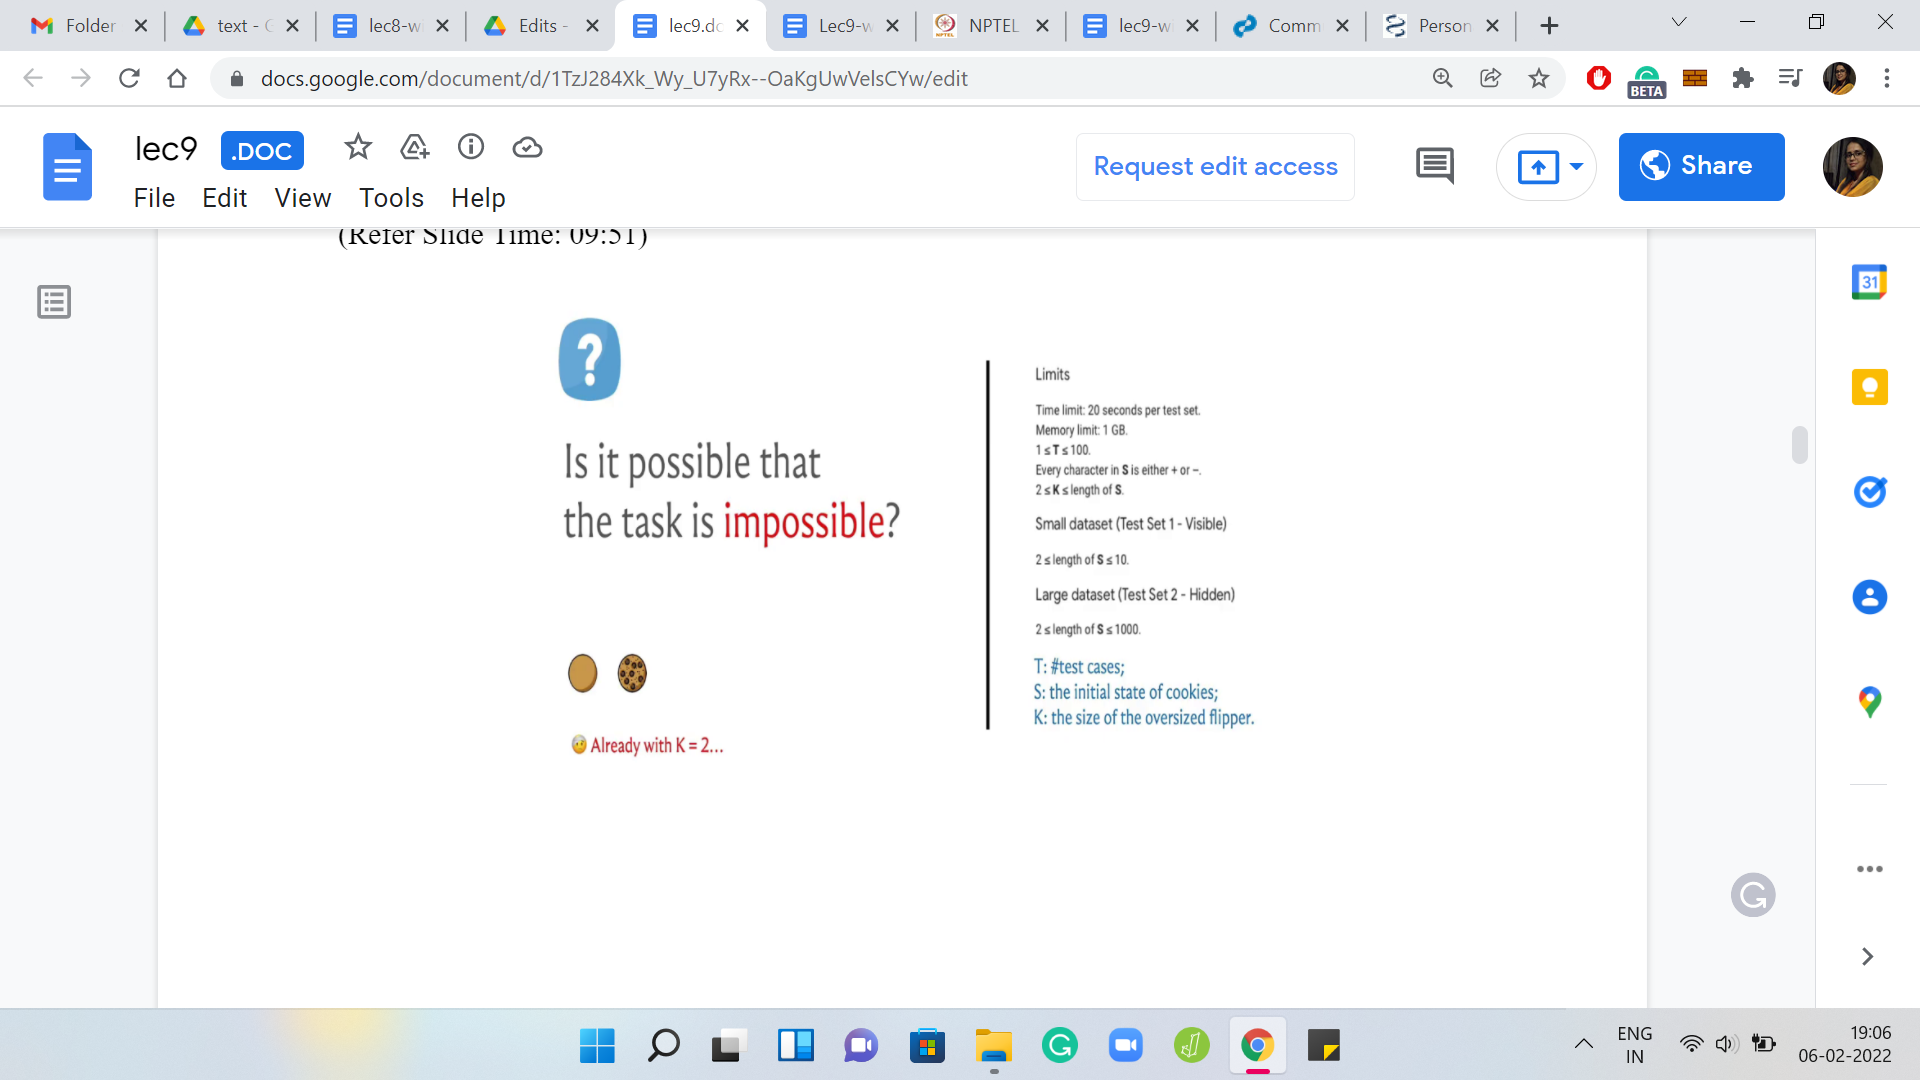 Folder
text - G
lec8-w
Edits -
lec9.dc
Lec9-w
NPTEL
lec9-w
Comm
Person
docs.google.com/document/d/1TzJ284Xk_Wy_U7yRx--OaKgUwVelsCYw/edit
BETA
lec9
.DOC
File Edit View Tools Help
Request edit access
Share
(Refer Slide Time: 09:51)
31
?
Is it possible that
the task is impossible?
Already with K = 2...
Limits
Time limit: 20 seconds per test set.
Memory limit: 1 GB.
1 ≤ T ≤ 100.
Every character in S is either + or −.
2 ≤ K ≤ length of S.
Small dataset (Test Set 1 - Visible)
2 ≤ length of S ≤ 10.
Large dataset (Test Set 2 - Hidden)
2 ≤ length of S ≤ 1000.
T: #test cases;
S: the initial state of cookies;
K: the size of the oversized flipper.
ENG
IN
19:06
06-02-2022